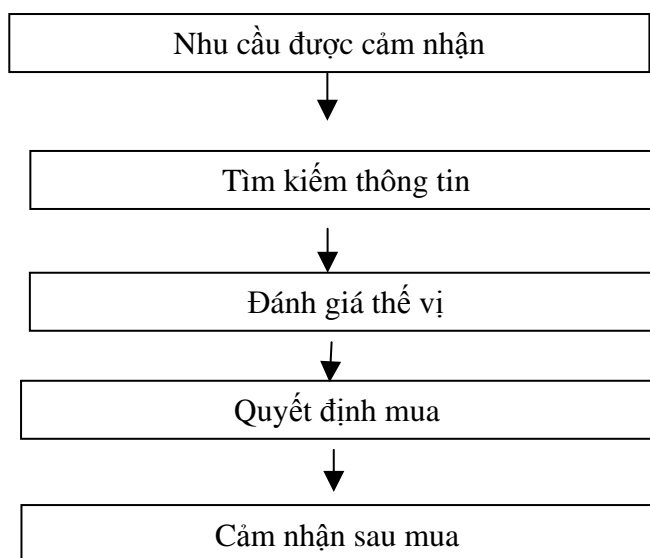 Nhu cầu được cảm nhận
Tìm kiếm thông tin
Đánh giá thế vị
Quyết định mua
Cảm nhận sau mua